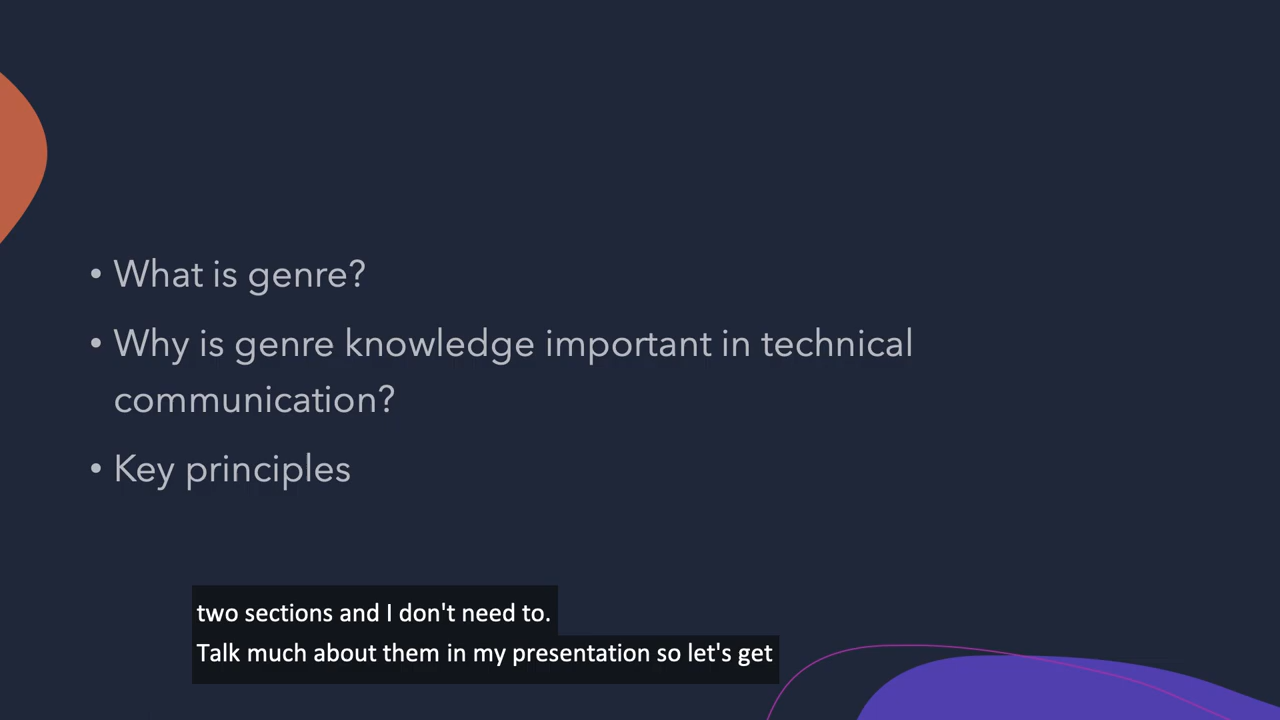 • What is genre?
• Why is genre knowledge important in technical
communication?
• Key principles
two sections and I don't need to.
Talk much about them in my presentation so let's get